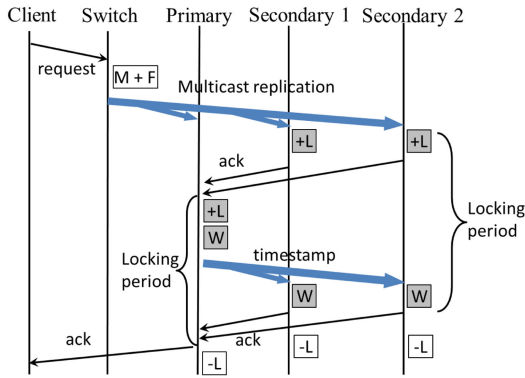 Client Switch Primary Secondary 1 Secondary 2
request
M + F
Multicast replication
+L
+L
ack
+L
W
Locking
period
Locking
period
timestamp
W
W
ack
ack
-L
-L
-L